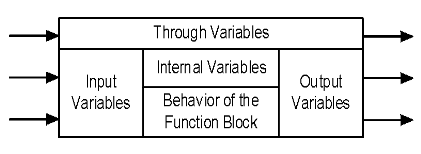 Through Variables
Input
Variables
Internal Variables
Behavior of the
Function Block
Output
Variables